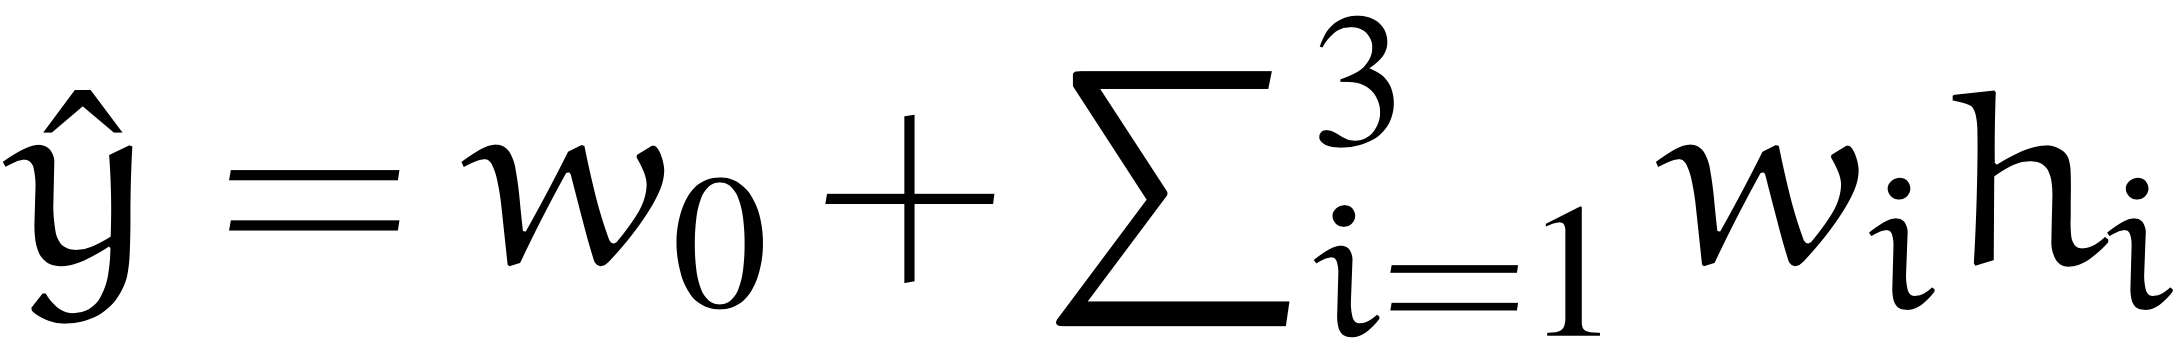 ŷ = w₀ + ∑³ᵢ₌₁ wᵢhᵢ